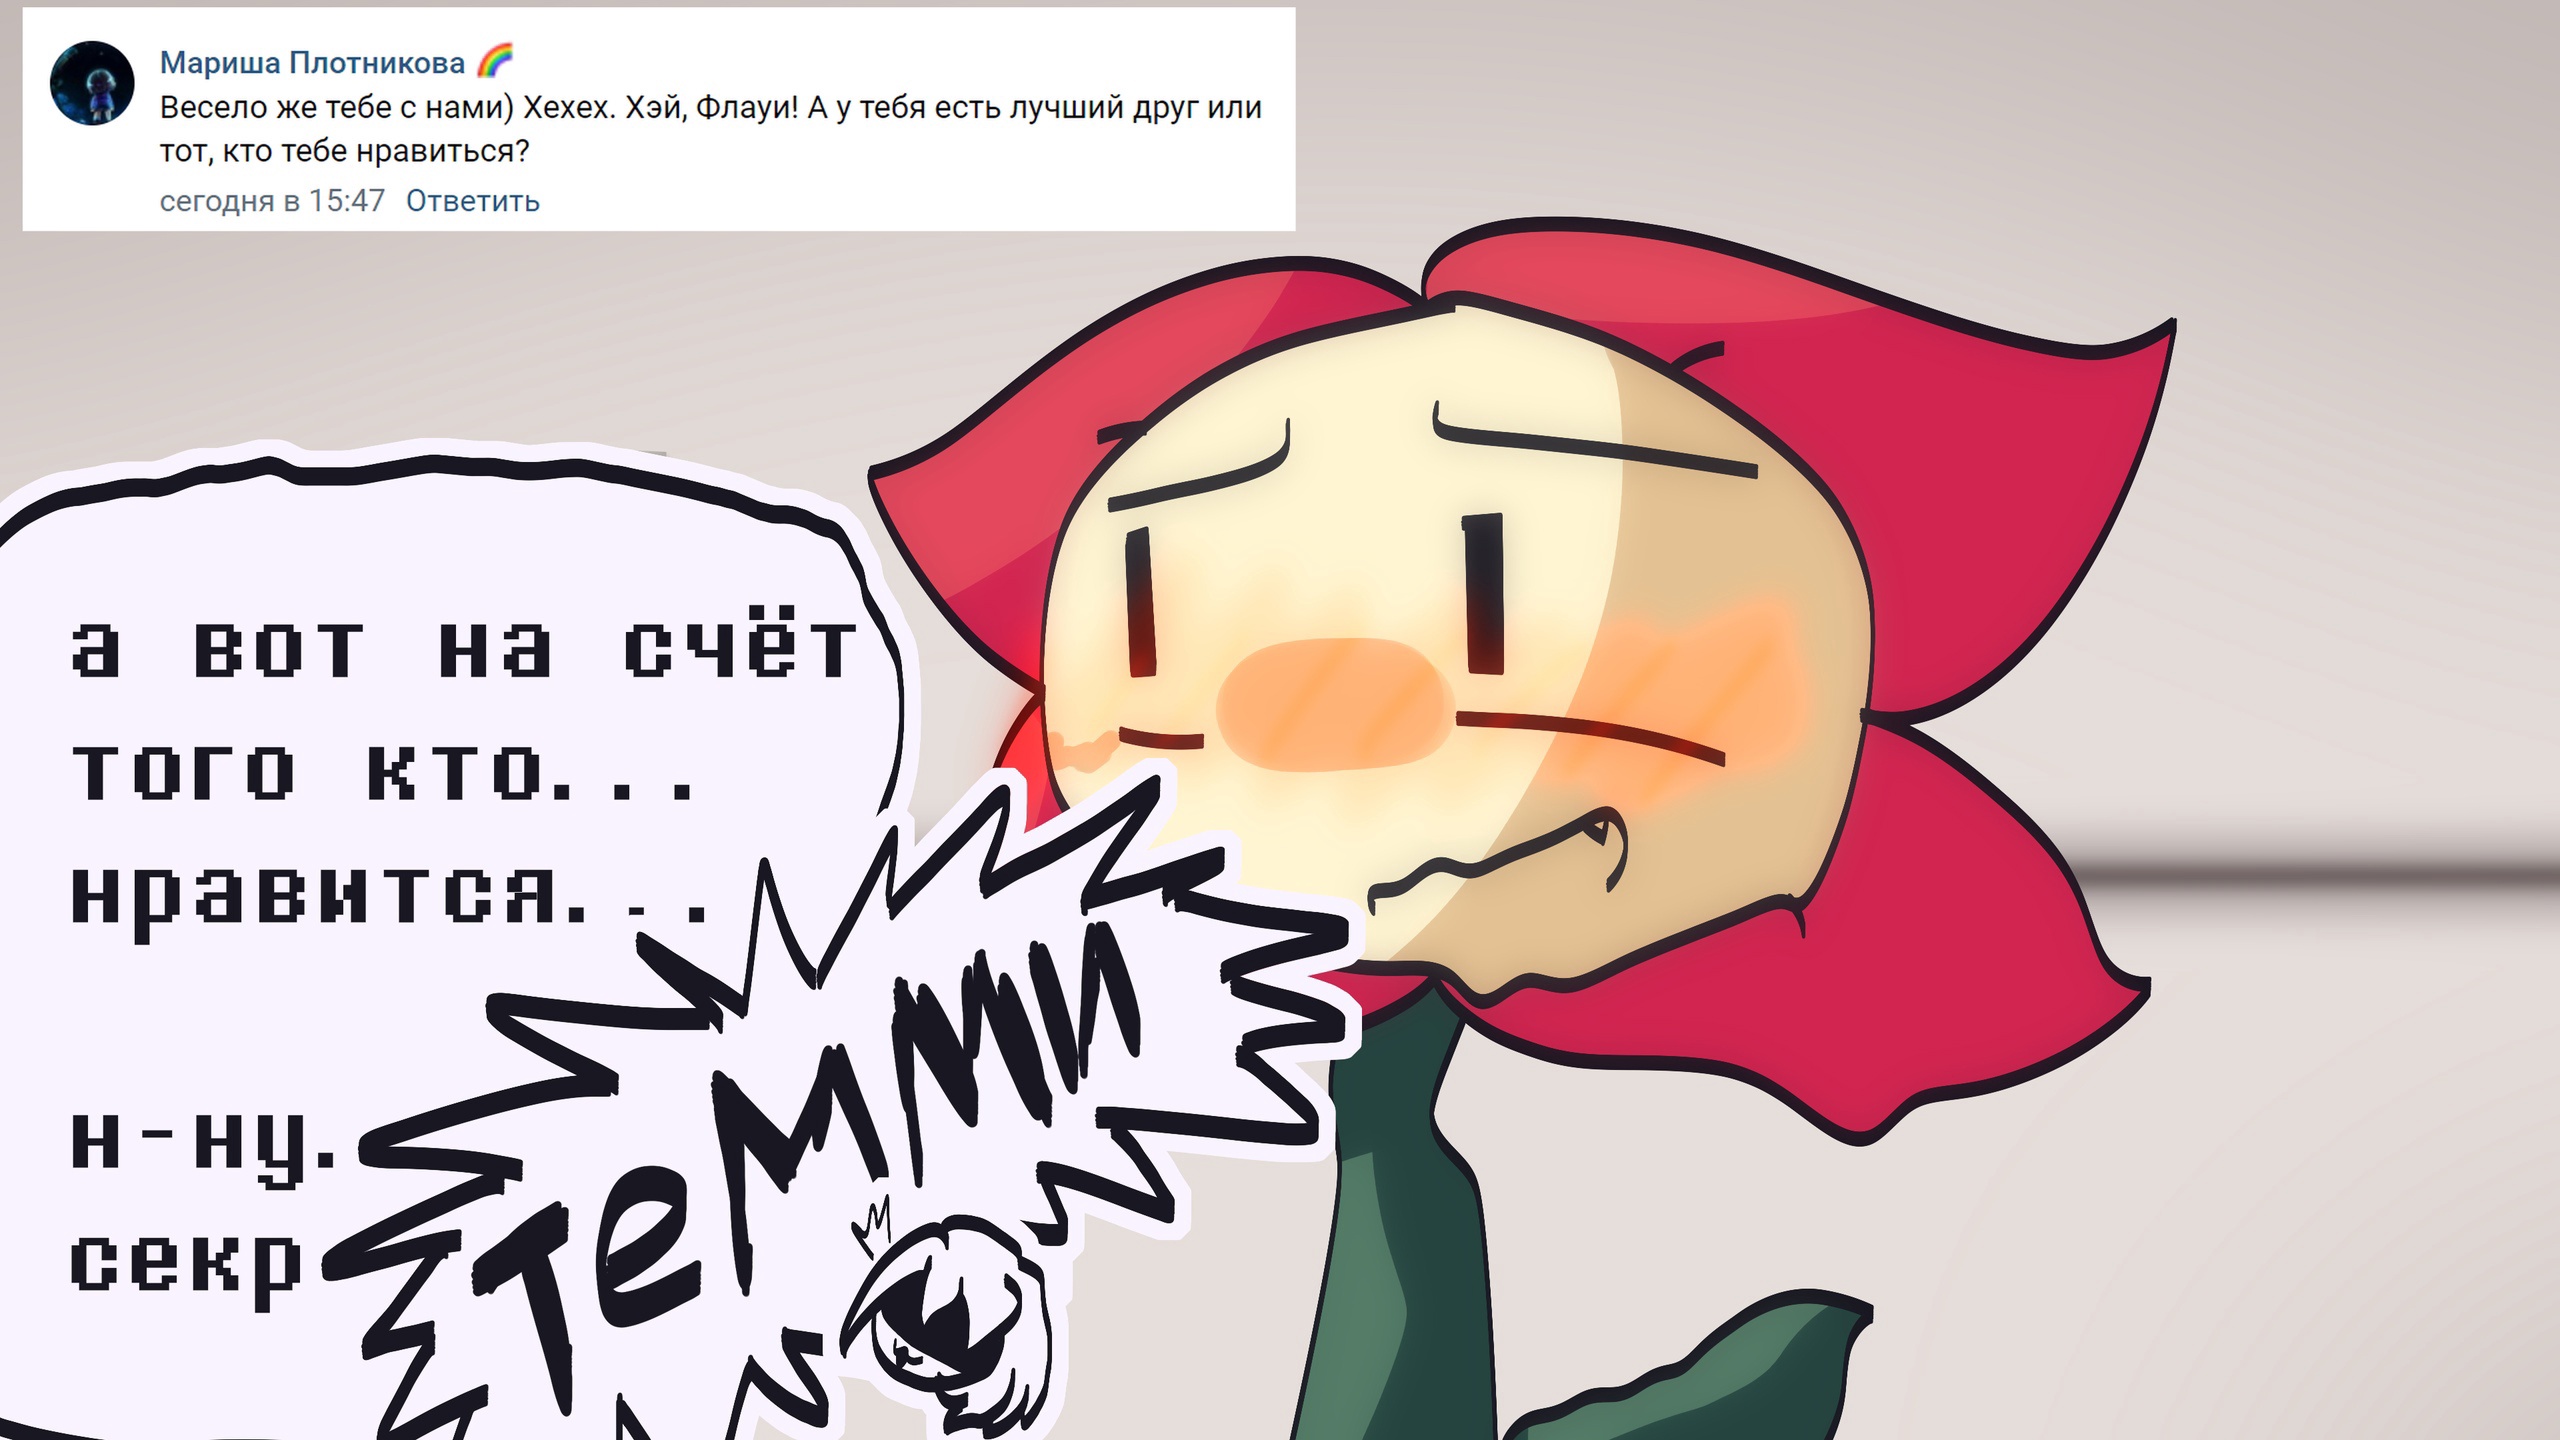 Мариша Плотникова 🌈
Весело же тебе с нами) Хехех. Хэй, Флауи! А у тебя есть лучший друг или
тот, кто тебе нравиться?
сегодня в 15:47 Ответить
а вот на счёт
того кто...
нравится...
н-ну.
секр
ТеММИ